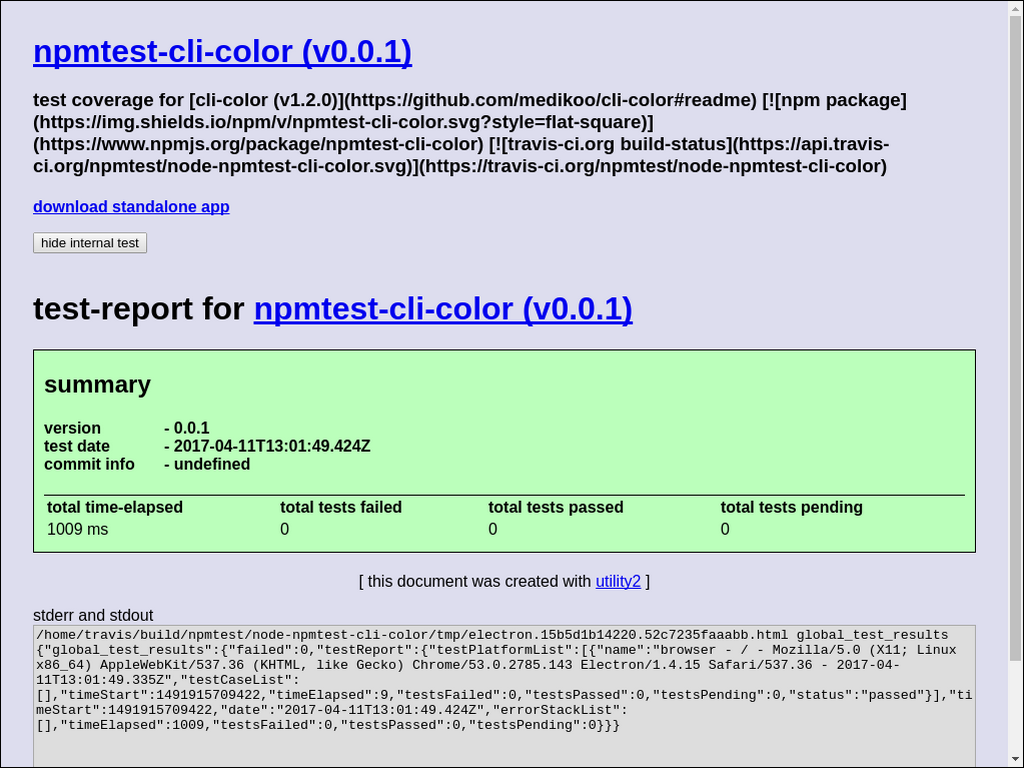 npmtest-cli-color (v0.0.1)
test coverage for [cli-color (v1.2.0)](https://github.com/medikoo/cli-color#readme) [![npm package]
(https://img.shields.io/npm/v/npmtest-cli-color.svg?style=flat-square)]
(https://www.npmjs.org/package/npmtest-cli-color) [![travis-ci.org build-status](https://api.travis-
ci.org/npmtest/node-npmtest-cli-color.svg)](https://travis-ci.org/npmtest/node-npmtest-cli-color)
download standalone app
hide internal test
test-report for npmtest-cli-color (v0.0.1)
summary
version - 0.0.1
test date - 2017-04-11T13:01:49.424Z
commit info - undefined
total time-elapsed total tests failed total tests passed total tests pending
1009 ms 0 0 0
[ this document was created with utility2 ]
stderr and stdout
/home/travis/build/npmtest/node-npmtest-cli-color/tmp/electron.15b5d1b14220.52c7235faaabb.html global_test_results
{"global_test_results":{"failed":0,"testReport":{"testPlatformList":[{"name":"browser - / - Mozilla/5.0 (X11; Linux
x86_64) AppleWebKit/537.36 (KHTML, like Gecko) Chrome/53.0.2785.143 Electron/1.4.15 Safari/537.36 - 2017-04-
11T13:01:49.335Z","testCaseList":
[],"timeStart":1491915709422,"timeElapsed":9,"testsFailed":0,"testsPassed":0,"testsPending":0,"status":"passed"}],"ti
meStart":1491915709422,"date":"2017-04-11T13:01:49.424Z","errorStackList":
[],"timeElapsed":1009,"testsFailed":0,"testsPassed":0,"testsPending":0}}}